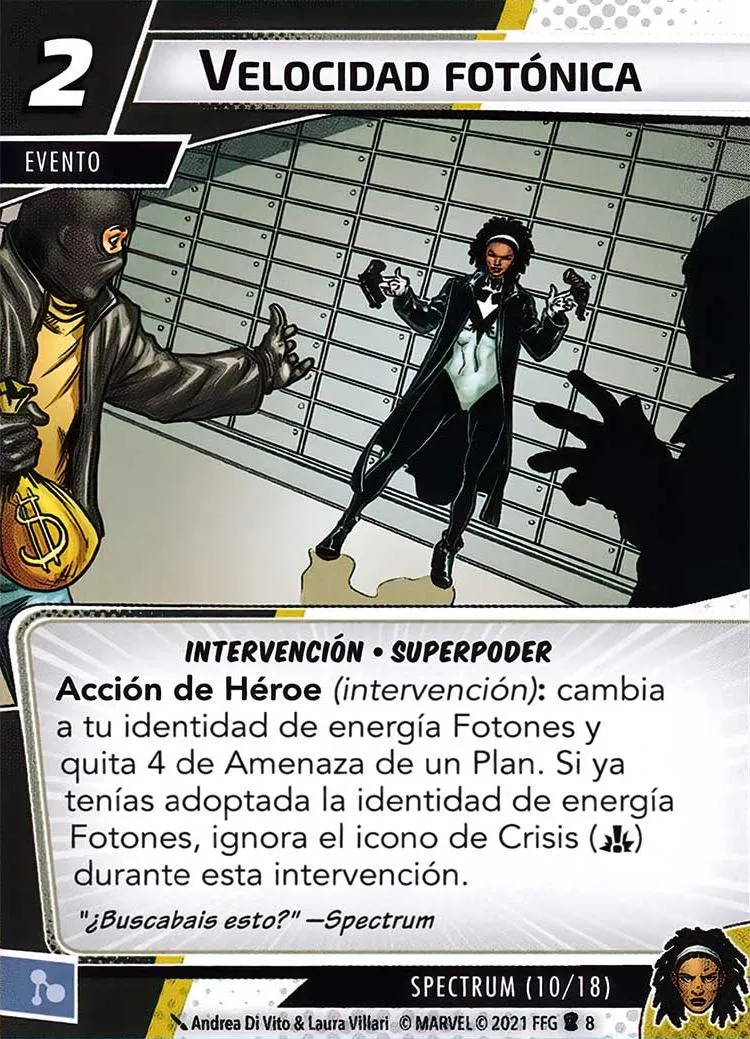 2
VELOCIDAD FOTÓNICA
EVENTO
$
INTERVENCIÓN • SUPERPODER
Acción de Héroe (intervención): cambia
a tu identidad de energía Fotones y
quita 4 de Amenaza de un Plan. Si ya
tenías adoptada la identidad de energía
Fotones, ignora el icono de Crisis ()
durante esta intervención.
"¿Buscabais esto?" —Spectrum
SPECTRUM (10/18)
Andrea Di Vito & Laura Villari © MARVEL © 2021 FFG 8